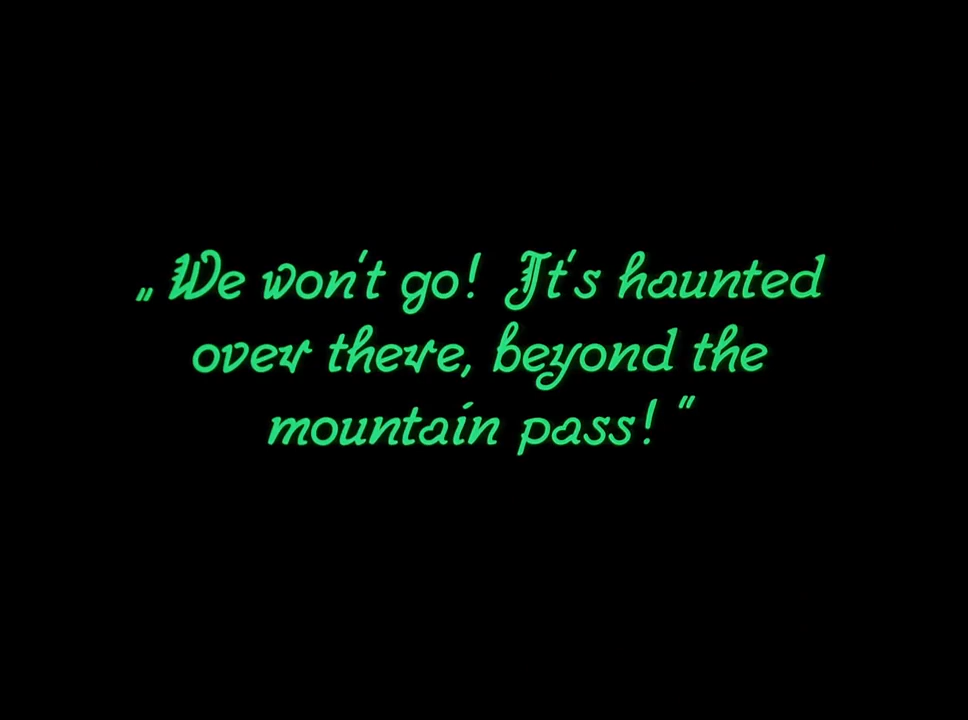 „We won't go! It's haunted
over there, beyond the
mountain pass!"